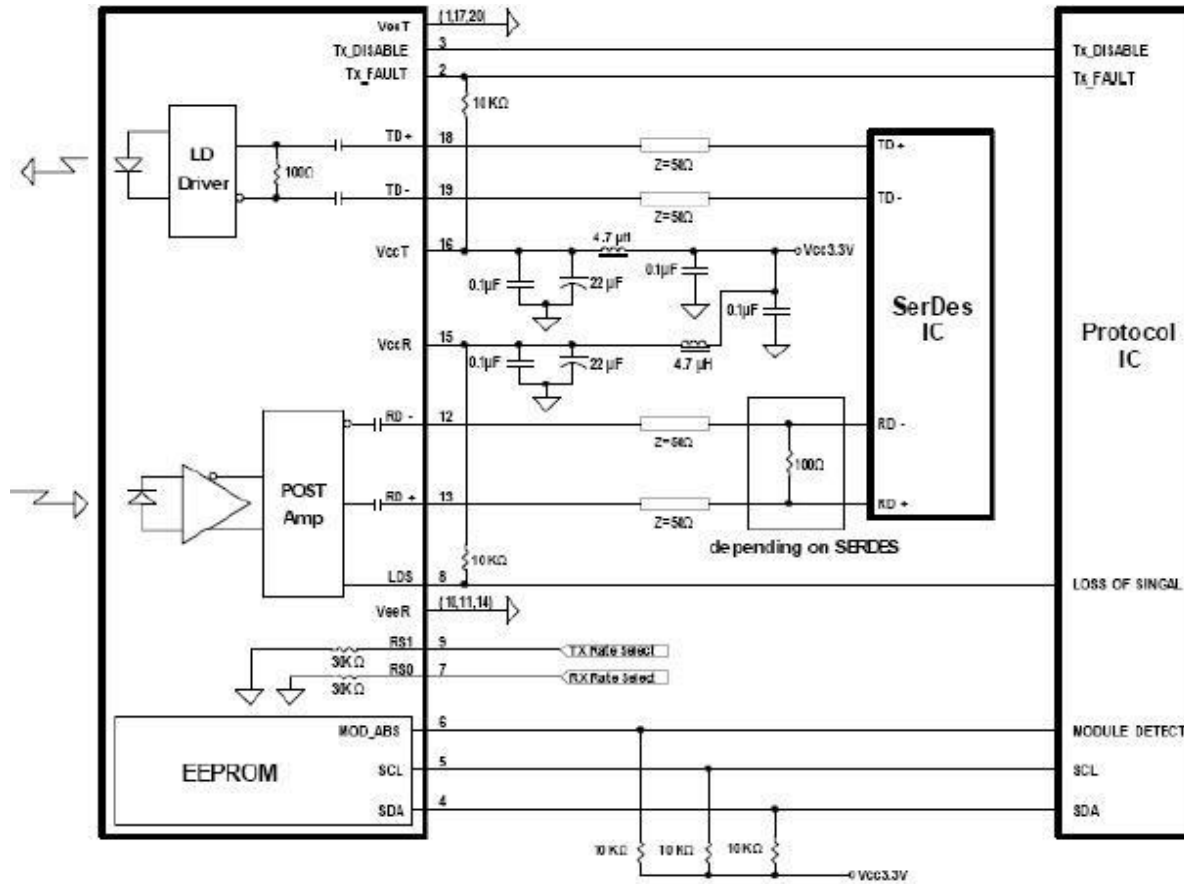 VeeT (1,17,20)
Tx_DISABLE 3 Tx_DISABLE
Tx_FAULT 2 Tx_FAULT
10KΩ
LD Driver
100Ω
TD+ 18 Z=50Ω TD+
TD- 19 Z=50Ω TD-
VccT 16 4.7 µH Vcc3.3V
0.1µF 22 µF 0.1µF
0.1µF
VccR 15
0.1µF 22 µF 4.7 µH
SerDes IC
Protocol IC
RD - 12 Z=50Ω RD -
100Ω
POST Amp
RD + 13 Z=50Ω RD +
depending on SERDES
10KΩ
LOS 8 LOSS OF SINGAL
VeeR (10,11,14)
RS1 9 TX Rate Select
30KΩ
RS0 7 RX Rate Select
30KΩ
EEPROM
MOD_ABS 6 MODULE DETECT
SCL 5 SCL
SDA 4 SDA
10KΩ 10KΩ 10KΩ
Vcc3.3V